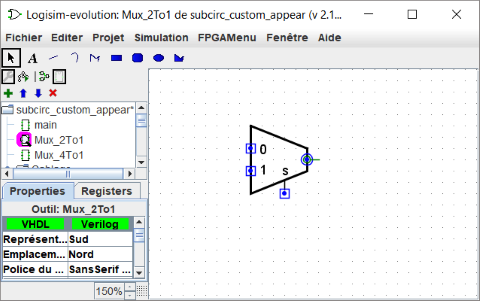 Logisim-evolution: Mux_2To1 de subcirc_custom_appear (v 2.1...
Fichier Editer Projet Simulation FPGAMenu Fenêtre Aide
A
subcirc_custom_appear*
main
Mux_2To1
Mux_4To1
Properties Registers
Outil: Mux_2To1
VHDL Verilog
Représent... Sud
Emplacem... Nord
Police du ... SansSerif ...
150%
0
1 s